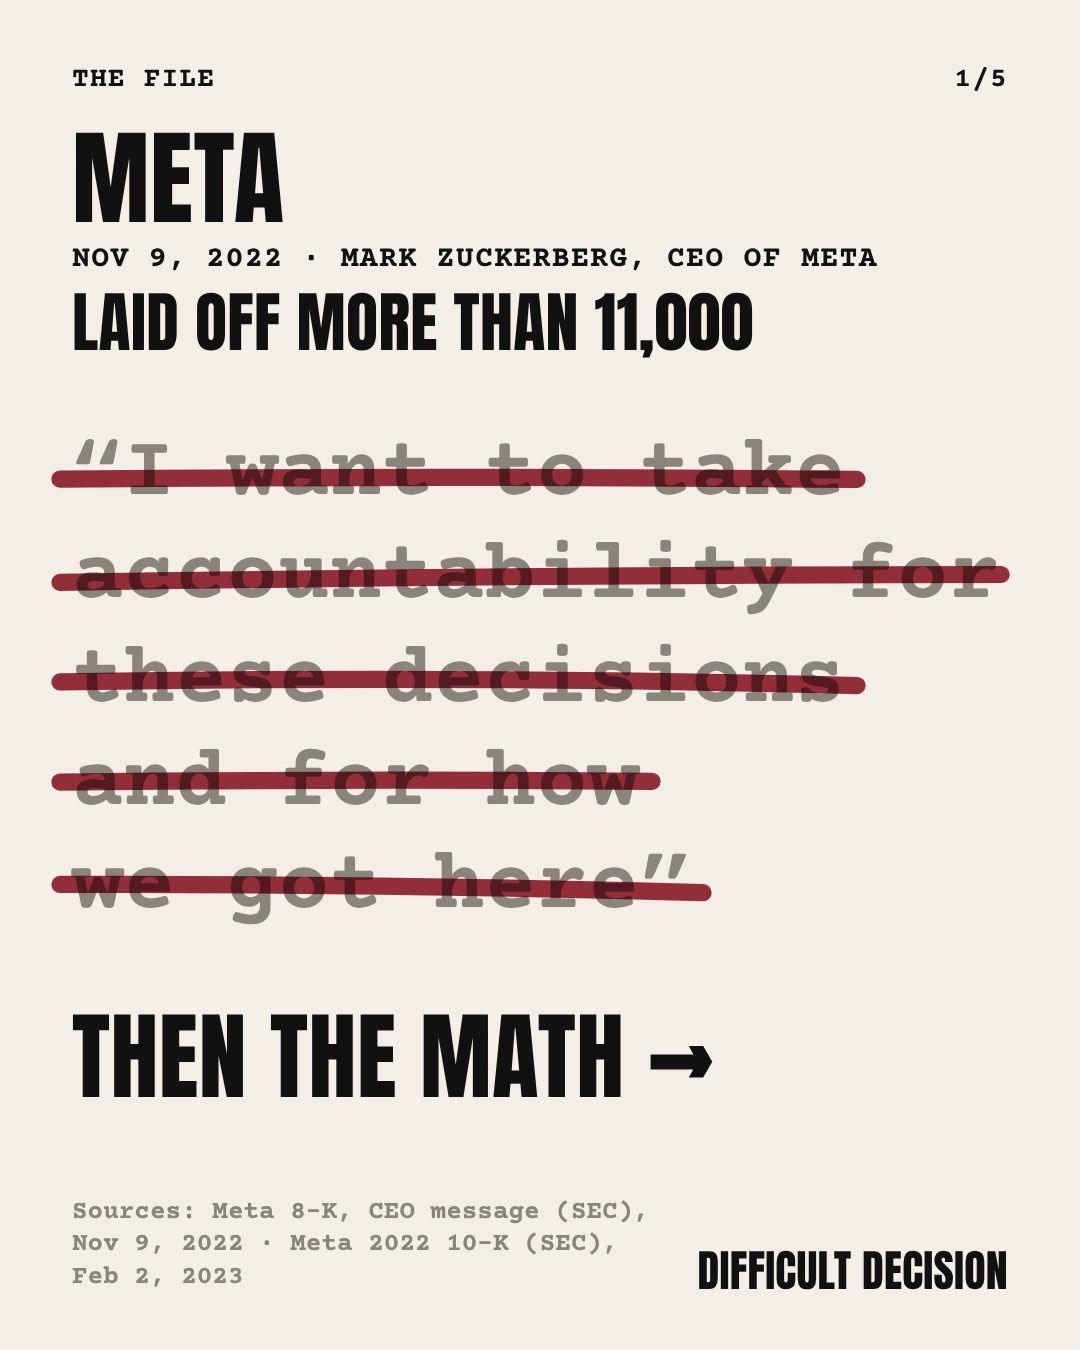 THE FILE
1/5
META
NOV 9, 2022 · MARK ZUCKERBERG, CEO OF META
LAID OFF MORE THAN 11,000
“I want to take
accountability for
these decisions
and for how
we got here”
THEN THE MATH →
Sources: Meta 8-K, CEO message (SEC),
Nov 9, 2022 · Meta 2022 10-K (SEC),
Feb 2, 2023
DIFFICULT DECISION